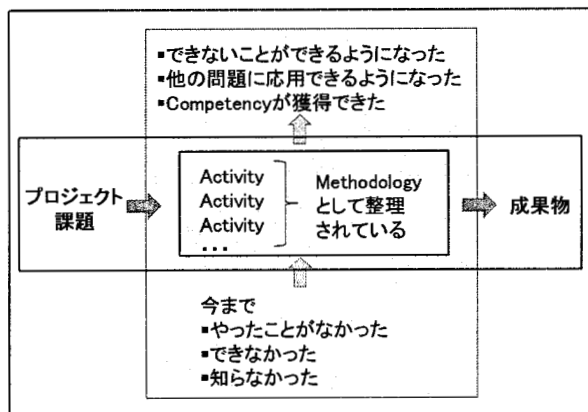 ▪できないことができるようになった
▪他の問題に応用できるようになった
▪Competencyが獲得できた
プロジェクト
課題
Activity
Activity
Activity
...
Methodology
として整理
されている
成果物
今まで
▪やったことがなかった
▪できなかった
▪知らなかった